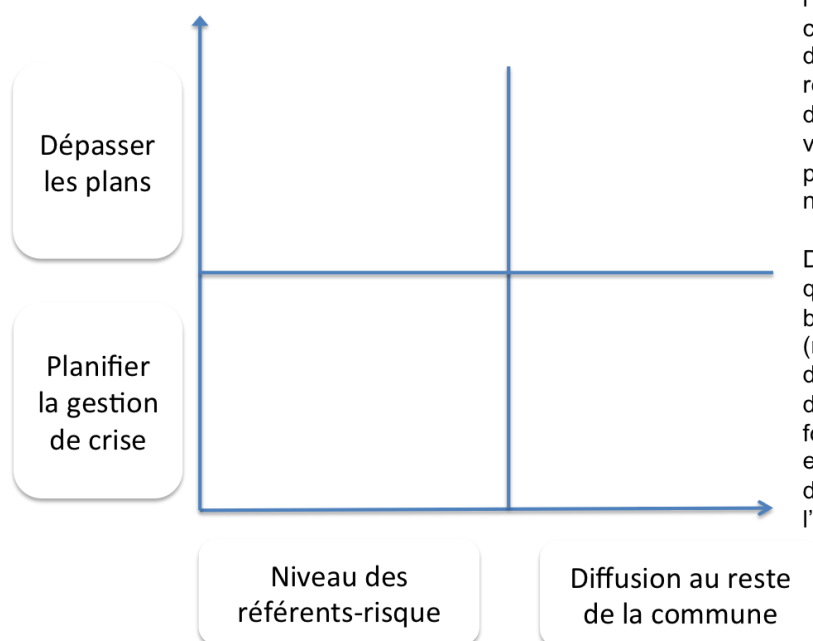 Dépasser
les plans
Planifier
la gestion
de crise
Niveau des
référents-risque
Diffusion au reste
de la commune